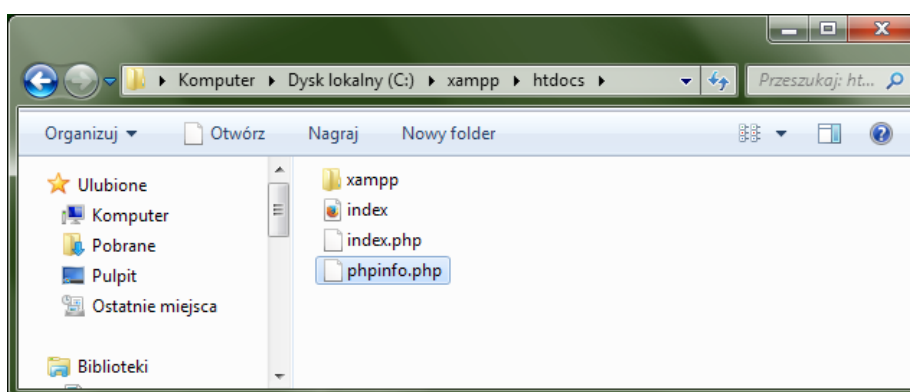 Komputer Dysk lokalny (C:) xampp htdocs Przeszukaj: ht...
Organizuj Otwórz Nagraj Nowy folder
Ulubione
Komputer
Pobrane
Pulpit
Ostatnie miejsca
Biblioteki
xampp
index
index.php
phpinfo.php